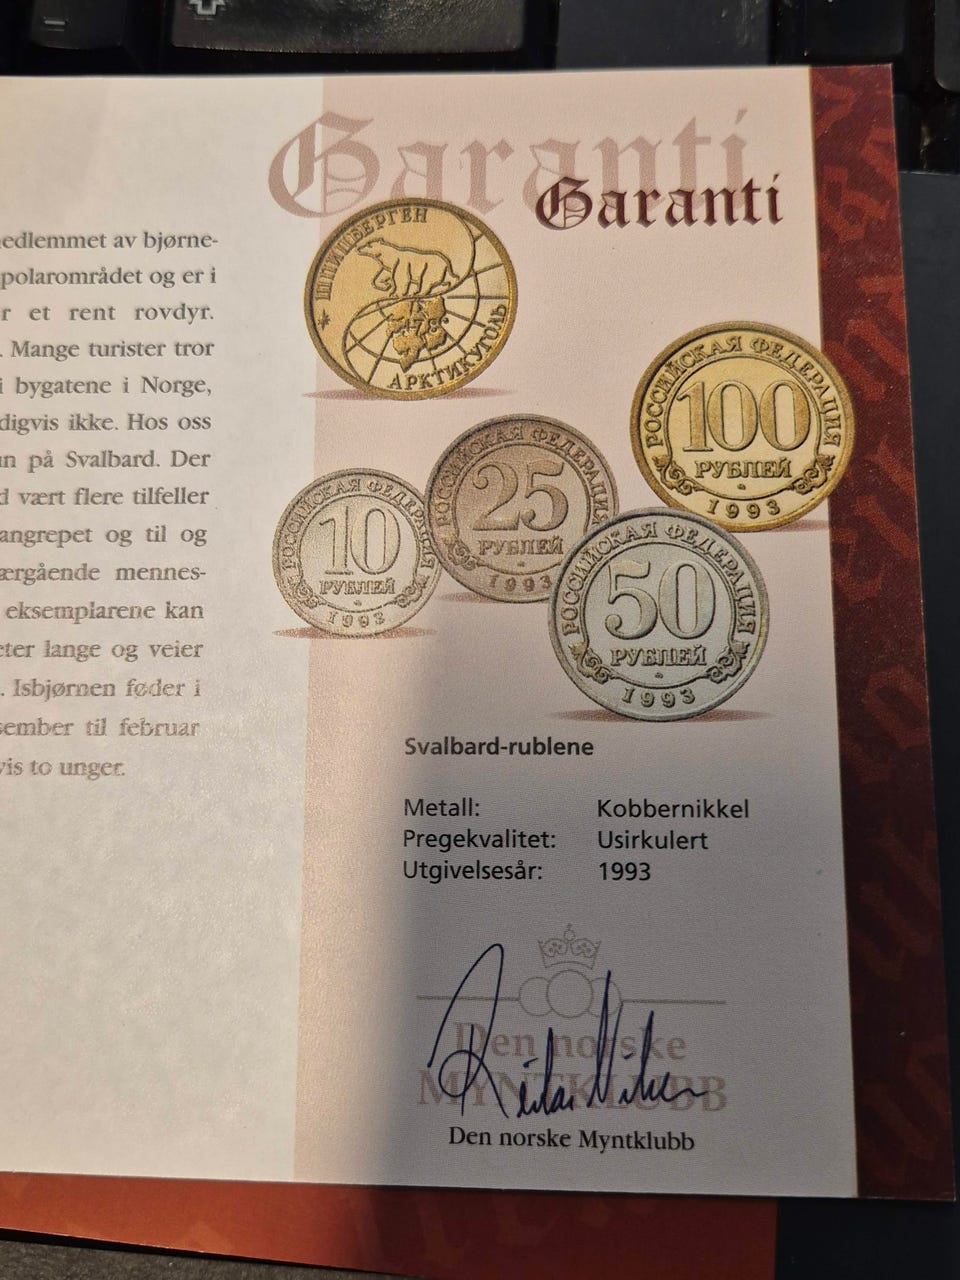 Garanti
Garanti
edlemmet av bjørne-
polarområdet og er i
r et rent rovdyr.
. Mange turister tror
i bygatene i Norge,
digvis ikke. Hos oss
n på Svalbard. Der
d vært flere tilfeller
angrepet og til og
ærgående mennes-
eksemplarene kan
ter lange og veier
. Isbjørnen føder i
sember til februar
vis to unger.
ШПИЦБЕРГЕН
78°
АРКТИКУГОЛЬ
РОССИЙСКАЯ ФЕДЕРАЦИЯ
100
РУБЛЕЙ
1993
РОССИЙСКАЯ ФЕДЕРАЦИЯ
25
РУБЛЕЙ
1993
РОССИЙСКАЯ ФЕДЕРАЦИЯ
10
РУБЛЕЙ
1993
РОССИЙСКАЯ ФЕДЕРАЦИЯ
50
РУБЛЕЙ
1993
Svalbard-rublene
Metall: Kobbernikkel
Pregekvalitet: Usirkulert
Utgivelsesår: 1993
Den norske
MYNTKLUBB
Den norske Myntklubb